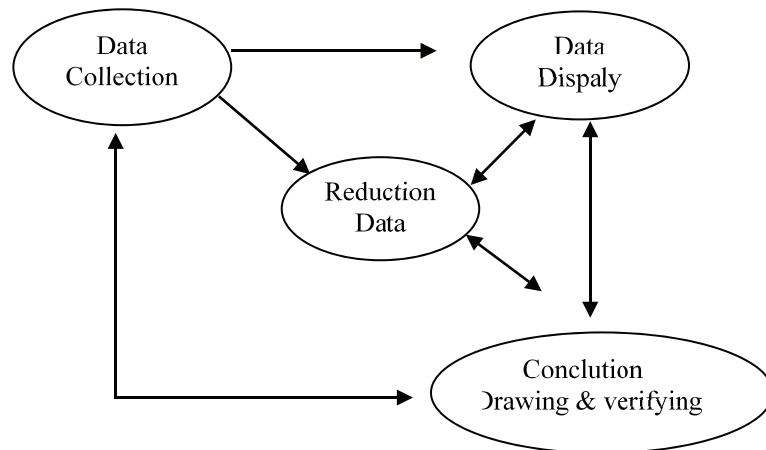 Data
Collection
Data
Dispaly
Reduction
Data
Conclution
Drawing & verifying